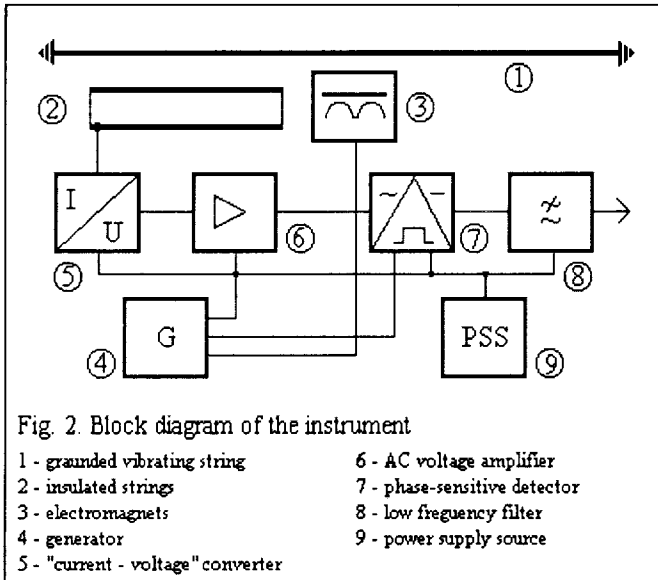 ①
②
③
I
U
⑤
⑥
~ –
⑦
⑧
④
G
PSS
⑨
Fig. 2. Block diagram of the instrument
1 - graunded vibrating string
2 - insulated strings
3 - electromagnets
4 - generator
5 - "current - voltage" converter
6 - AC voltage amplifier
7 - phase-sensitive detector
8 - low freguency filter
9 - power supply source